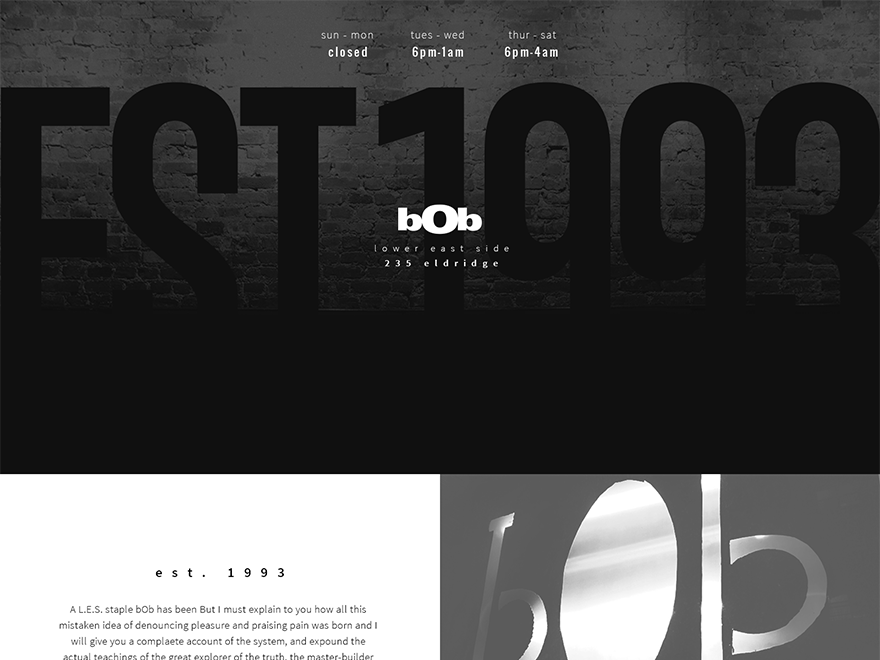 sun - mon tues - wed thur - sat
closed 6pm-1am 6pm-4am
EST 1993
bOb
lower east side
235 eldridge
est. 1993
A L.E.S. staple bOb has been But I must explain to you how all this
mistaken idea of denouncing pleasure and praising pain was born and I
will give you a complaete account of the system, and expound the
actual teachings of the great explorer of the truth, the master-builder
bOb